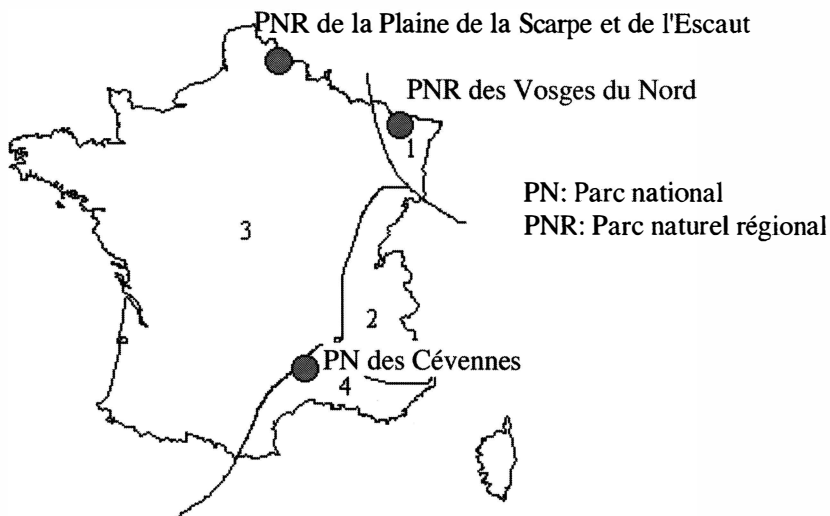 PNR de la Plaine de la Scarpe et de l'Escaut
PNR des Vosges du Nord
1
PN: Parc national
PNR: Parc naturel régional
3
2
PN des Cévennes
4